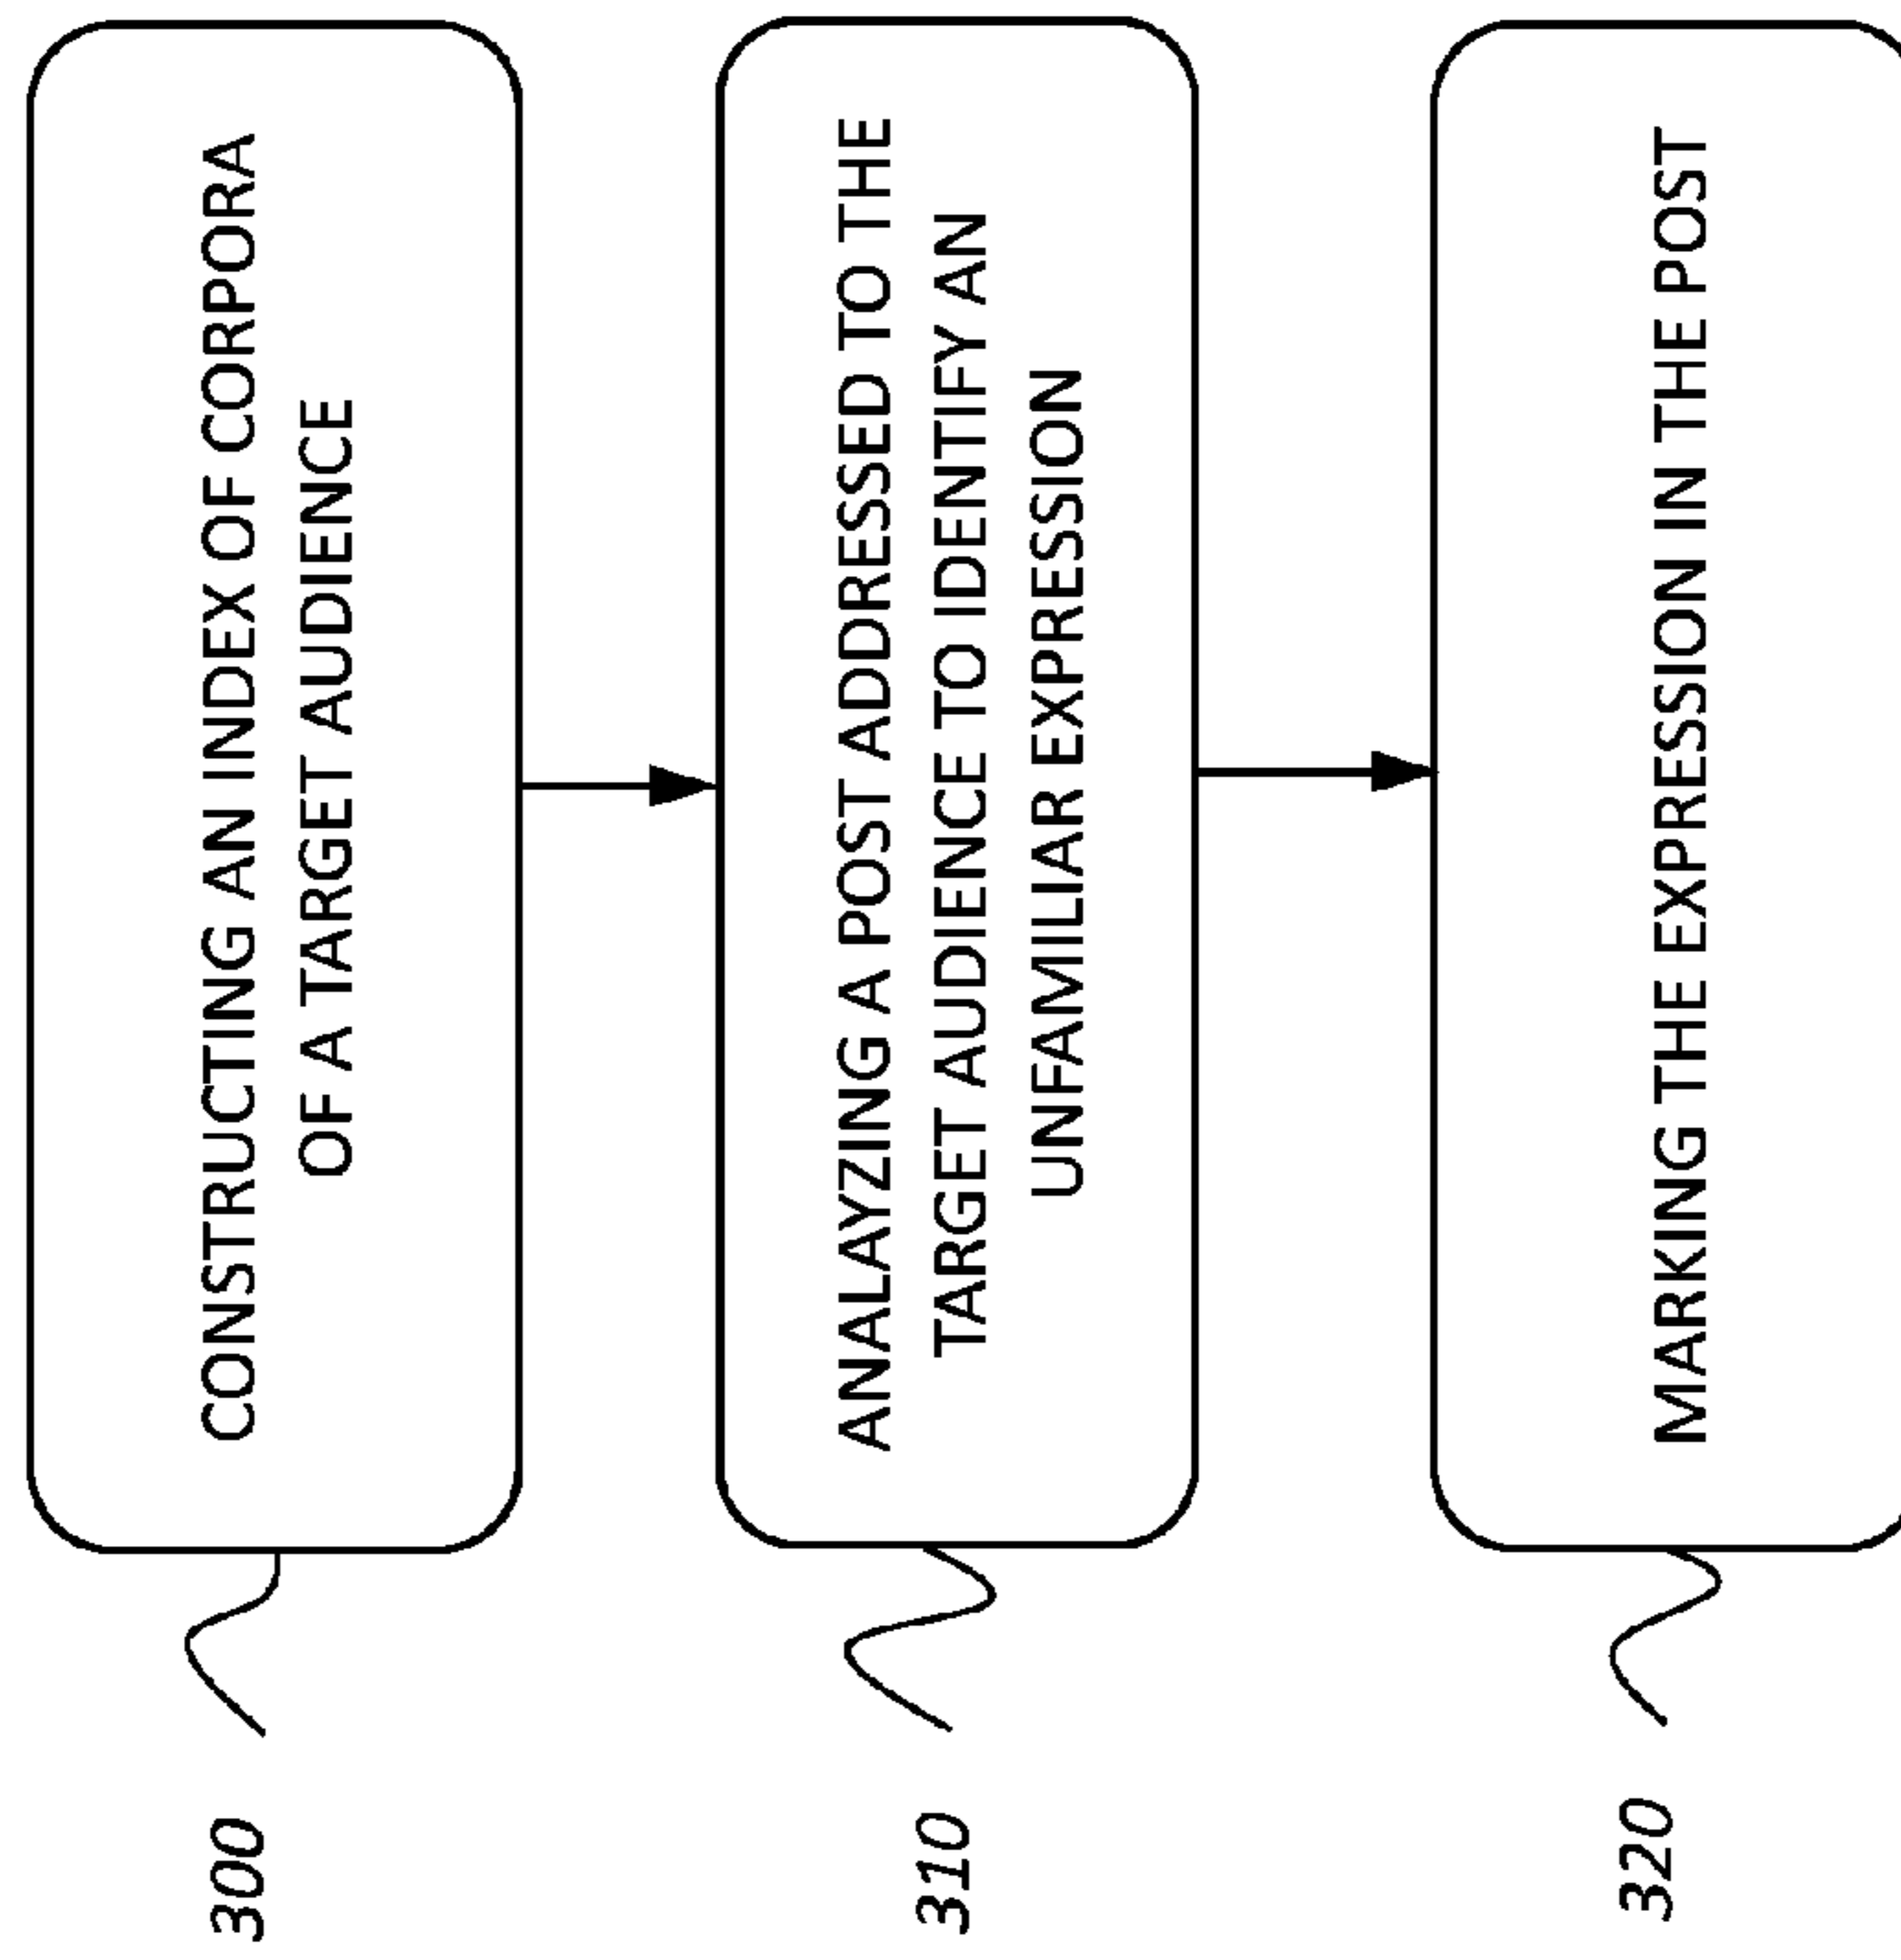 300
CONSTRUCTING AN INDEX OF CORPORA
OF A TARGET AUDIENCE
310
ANALAYZING A POST ADDRESSED TO THE
TARGET AUDIENCE TO IDENTIFY AN
UNFAMILIAR EXPRESSION
320
MARKING THE EXPRESSION IN THE POST